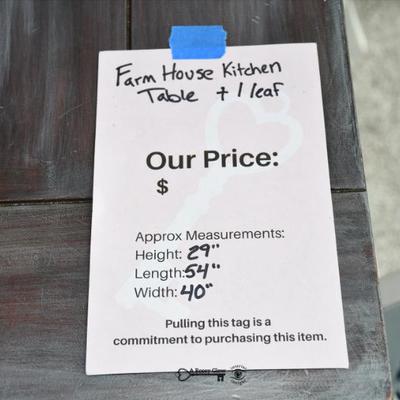 Farm House Kitchen
Table + 1 leaf
Our Price:
$
Approx Measurements:
Height: 29"
Length: 54"
Width: 40"
Pulling this tag is a
commitment to purchasing this item.